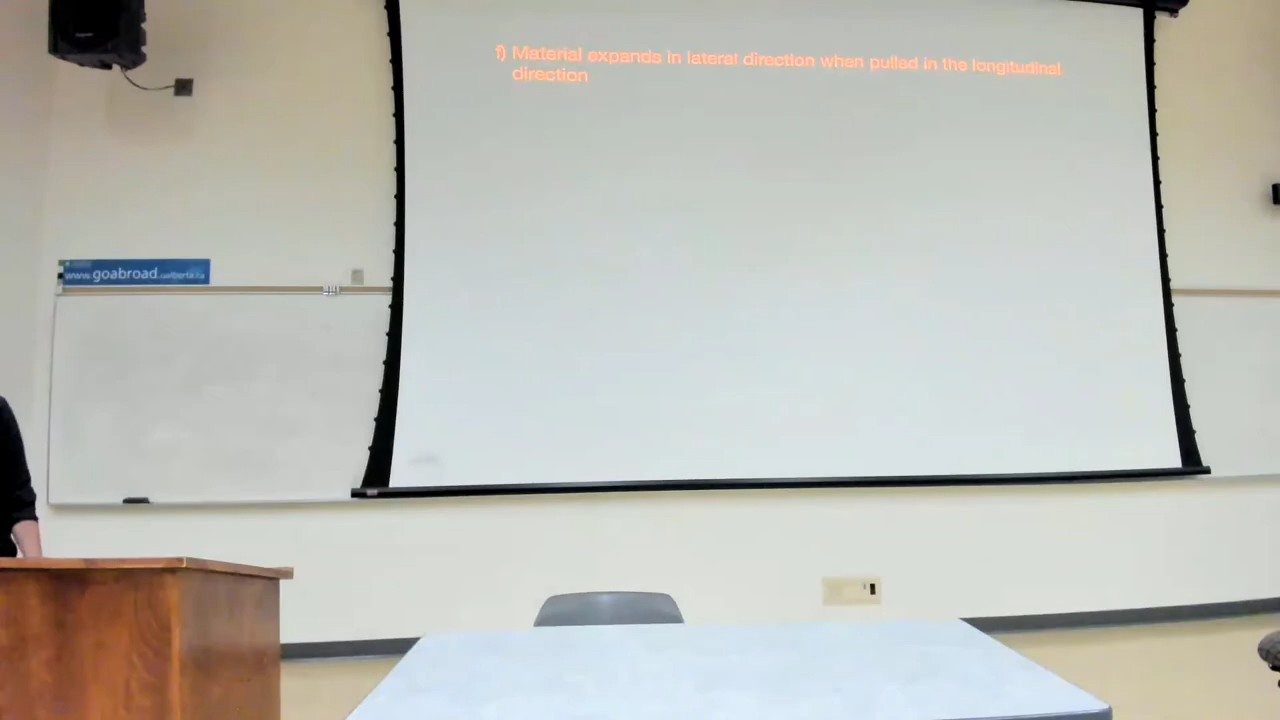 f) Material expands in lateral direction when pulled in the longitudinal
direction
www.goabroad.ualberta.ca